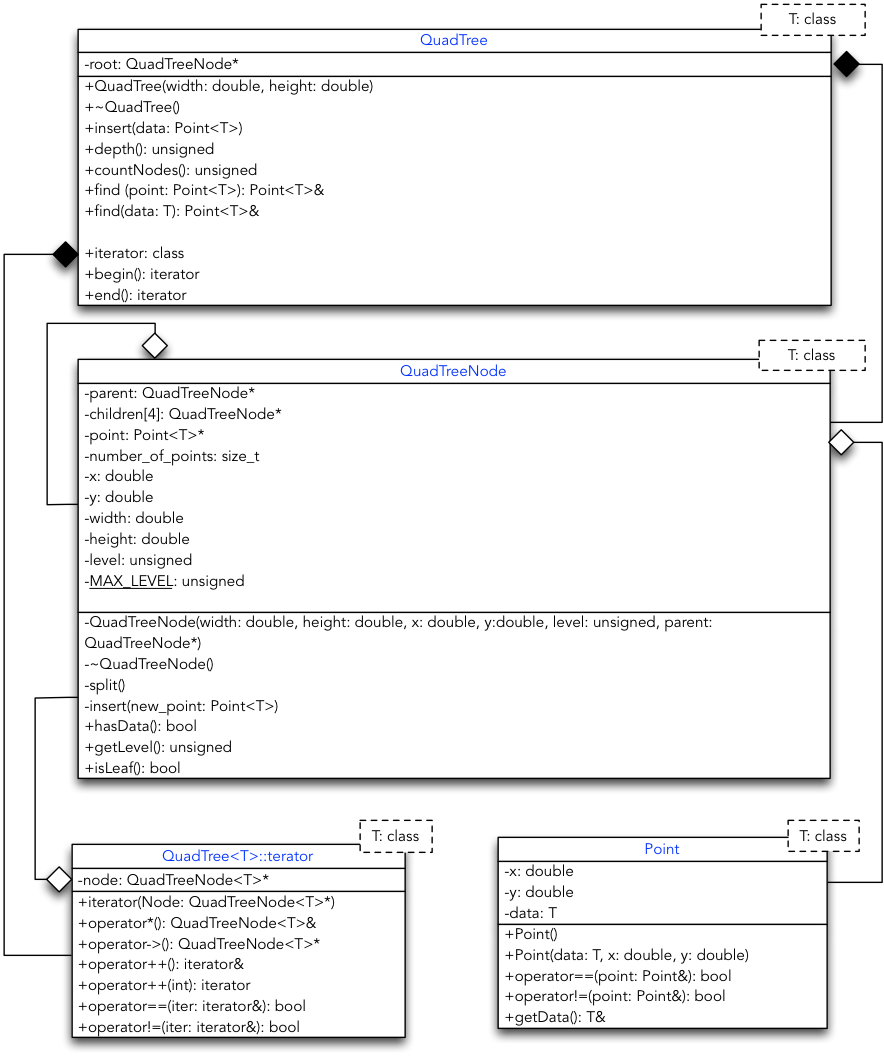 T: class
QuadTree
-root: QuadTreeNode*
+QuadTree(width: double, height: double)
+~QuadTree()
+insert(data: Point<T>)
+depth(): unsigned
+countNodes(): unsigned
+find (point: Point<T>): Point<T>&
+find(data: T): Point<T>&
+iterator: class
+begin(): iterator
+end(): iterator
T: class
QuadTreeNode
-parent: QuadTreeNode*
-children[4]: QuadTreeNode*
-point: Point<T>*
-number_of_points: size_t
-x: double
-y: double
-width: double
-height: double
-level: unsigned
-MAX_LEVEL: unsigned
-QuadTreeNode(width: double, height: double, x: double, y:double, level: unsigned, parent:
QuadTreeNode*)
-~QuadTreeNode()
-split()
-insert(new_point: Point<T>)
+hasData(): bool
+getLevel(): unsigned
+isLeaf(): bool
T: class
QuadTree<T>::terator
-node: QuadTreeNode<T>*
+iterator(Node: QuadTreeNode<T>*)
+operator*(): QuadTreeNode<T>&
+operator->(): QuadTreeNode<T>*
+operator++(): iterator&
+operator++(int): iterator
+operator==(iter: iterator&): bool
+operator!=(iter: iterator&): bool
T: class
Point
-x: double
-y: double
-data: T
+Point()
+Point(data: T, x: double, y: double)
+operator==(point: Point&): bool
+operator!=(point: Point&): bool
+getData(): T&